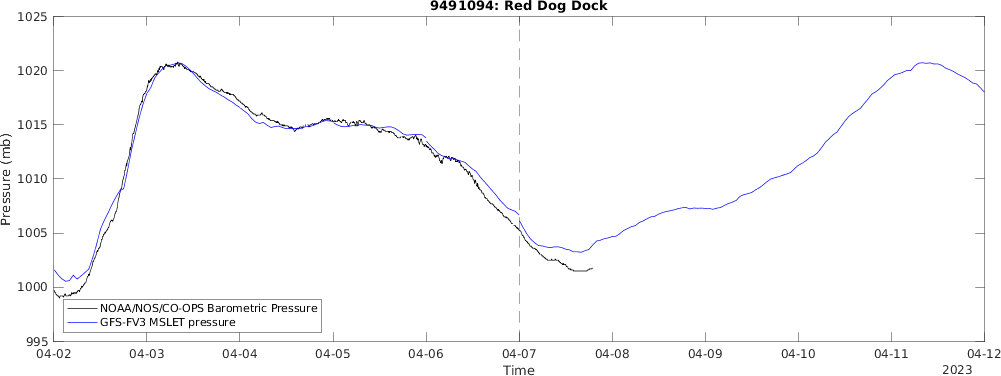 9491094: Red Dog Dock
Pressure (mb)
1025
1020
1015
1010
1005
1000
995
NOAA/NOS/CO-OPS Barometric Pressure
GFS-FV3 MSLET pressure
04-02 04-03 04-04 04-05 04-06 04-07 04-08 04-09 04-10 04-11 04-12
Time
2023